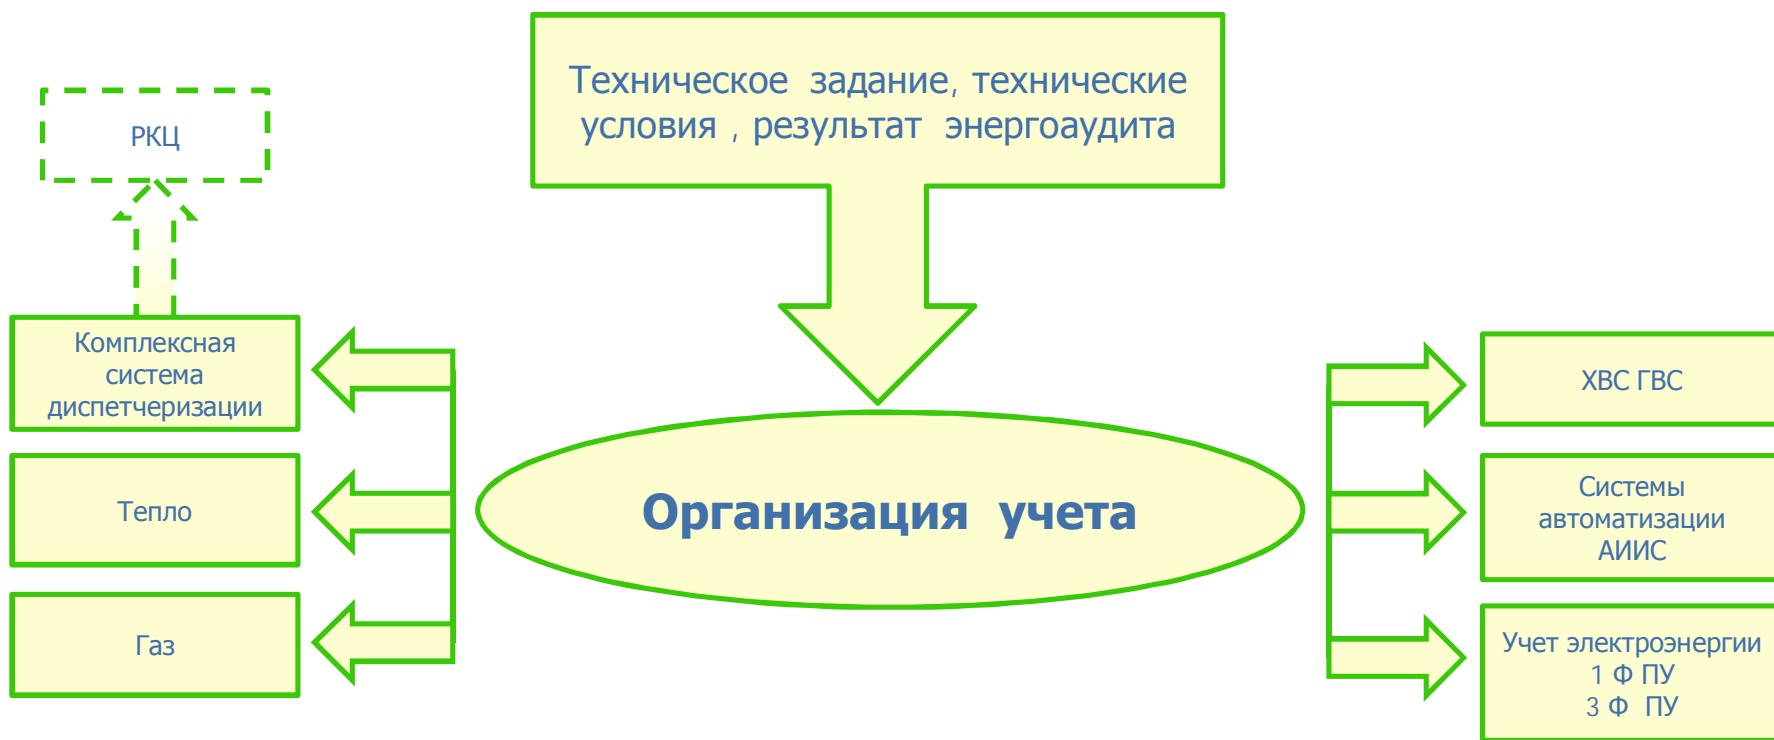 Техническое задание, технические
условия , результат энергоаудита
РКЦ
Комплексная
система
диспетчеризации
Тепло
Газ
Организация учета
ХВС ГВС
Системы
автоматизации
АИИС
Учет электроэнергии
1 Ф ПУ
3 Ф ПУ